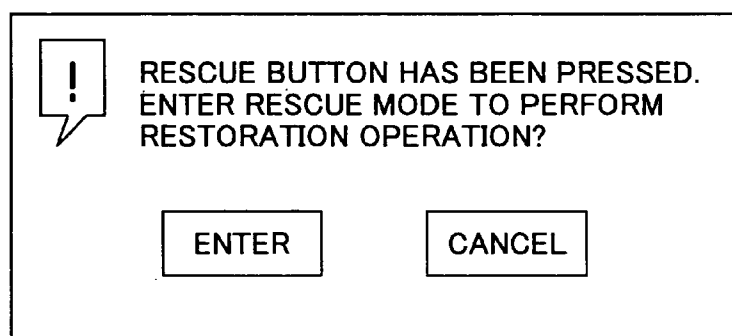 !
RESCUE BUTTON HAS BEEN PRESSED.
ENTER RESCUE MODE TO PERFORM
RESTORATION OPERATION?
ENTER
CANCEL